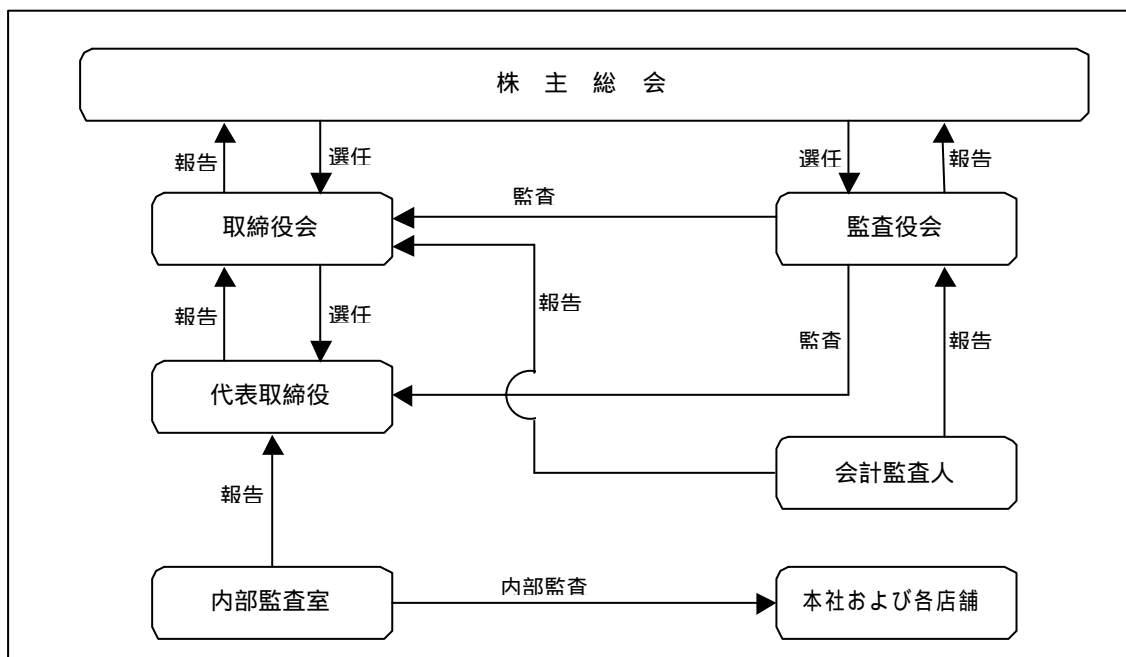 株 主 総 会
報告
選任
選任
報告
取締役会
監査
監査役会
報告
選任
報告
監査
報告
代表取締役
会計監査人
報告
内部監査室
内部監査
本社および各店舗